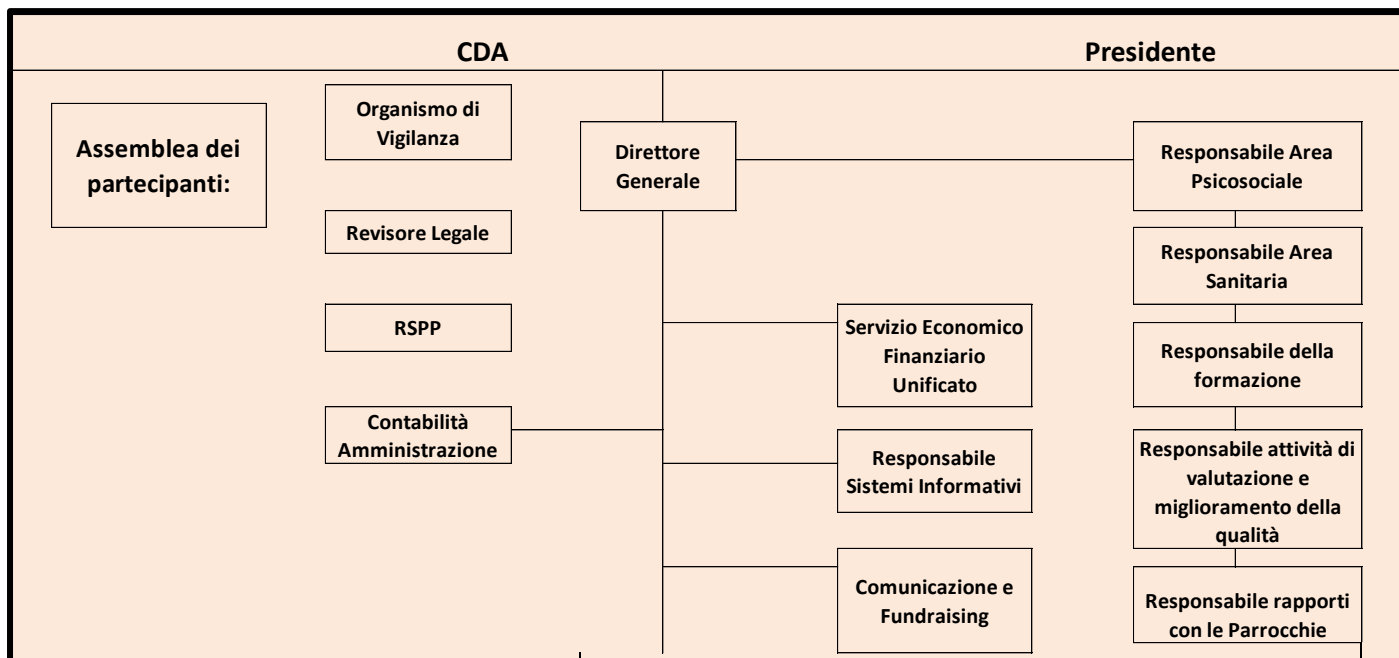 CDA
Presidente
Assemblea dei
partecipanti:
Organismo di
Vigilanza
Revisore Legale
RSPP
Contabilità
Amministrazione
Direttore
Generale
Servizio Economico
Finanziario
Unificato
Responsabile
Sistemi Informativi
Comunicazione e
Fundraising
Responsabile Area
Psicosociale
Responsabile Area
Sanitaria
Responsabile della
formazione
Responsabile attività di
valutazione e
miglioramento della
qualità
Responsabile rapporti
con le Parrocchie